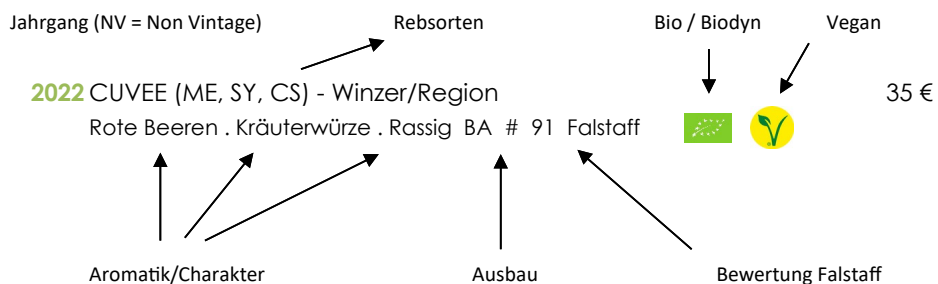 Jahrgang (NV = Non Vintage) Rebsorten Bio / Biodyn Vegan
2022 CUVEE (ME, SY, CS) - Winzer/Region 35 €
Rote Beeren . Kräuterwürze . Rassig BA # 91 Falstaff
Aromatik/Charakter Ausbau Bewertung Falstaff